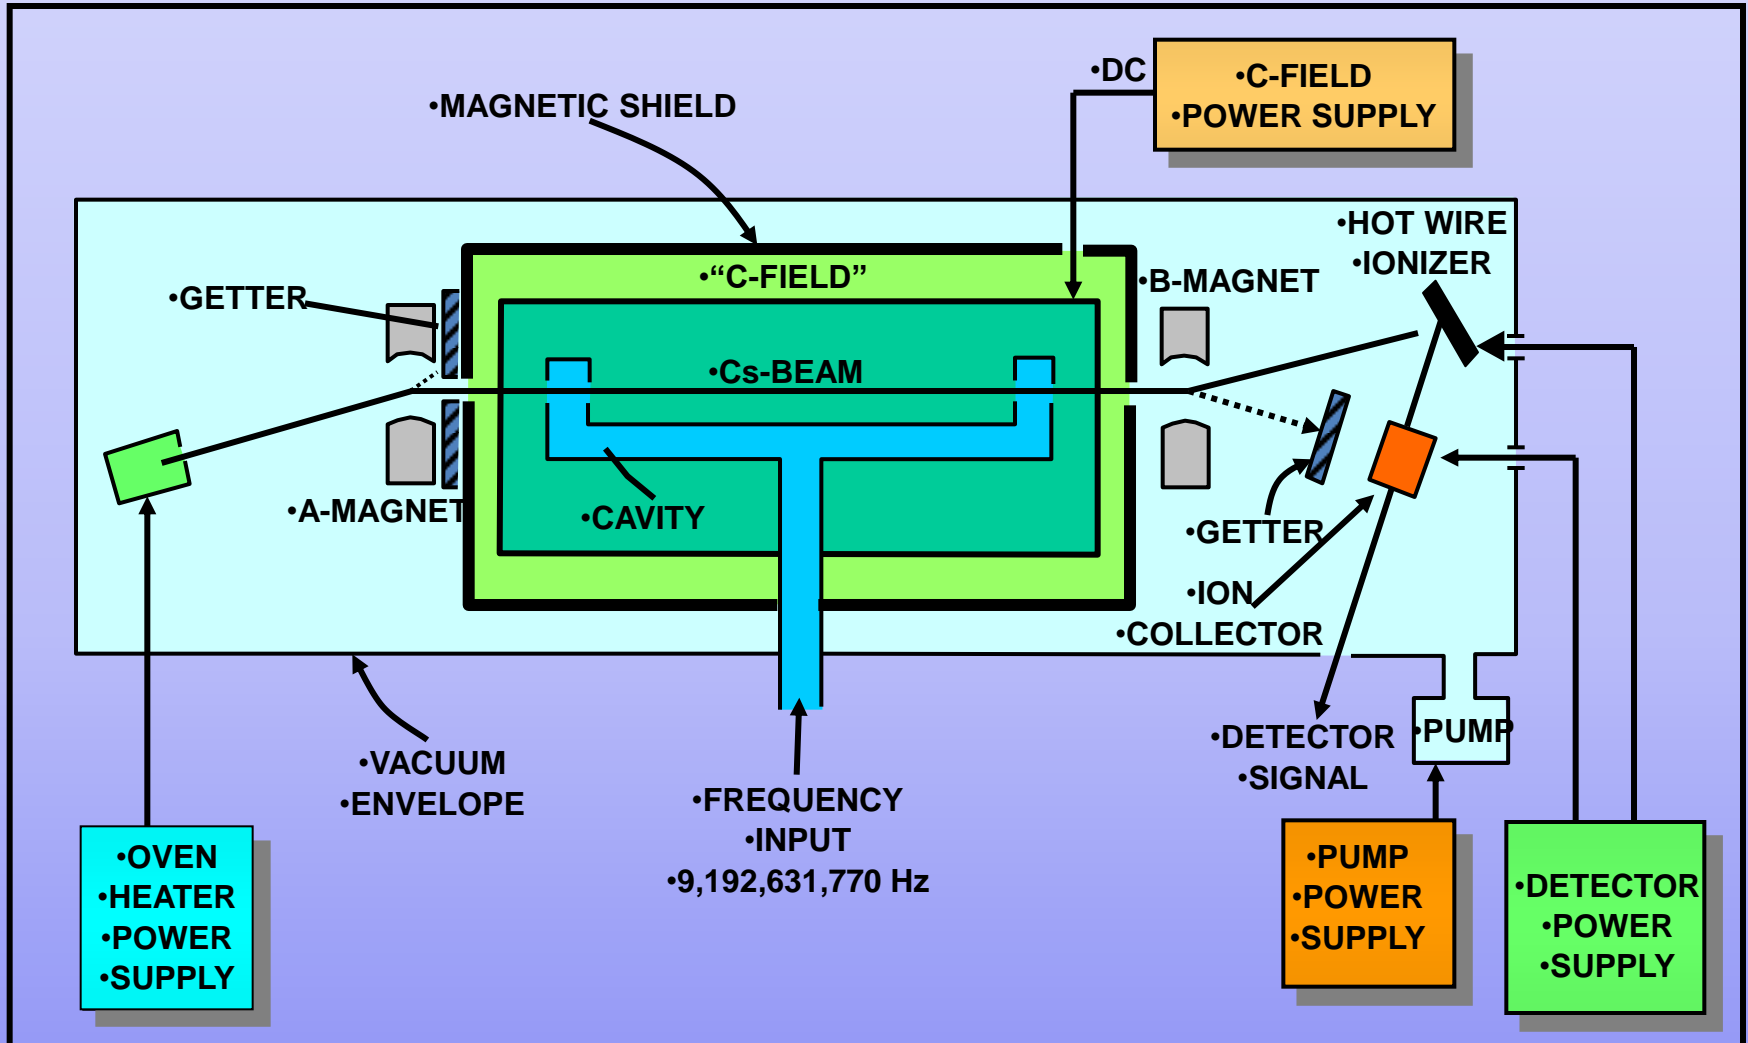 •DC
•C-FIELD
•POWER SUPPLY
•MAGNETIC SHIELD
•HOT WIRE
•IONIZER
•“C-FIELD”
•B-MAGNET
•GETTER
•Cs-BEAM
•A-MAGNET
•CAVITY
•GETTER
•ION
•COLLECTOR
•VACUUM
•ENVELOPE
•FREQUENCY
•INPUT
•9,192,631,770 Hz
•DETECTOR
•SIGNAL
•PUMP
•OVEN
•HEATER
•POWER
•SUPPLY
•PUMP
•POWER
•SUPPLY
•DETECTOR
•POWER
•SUPPLY